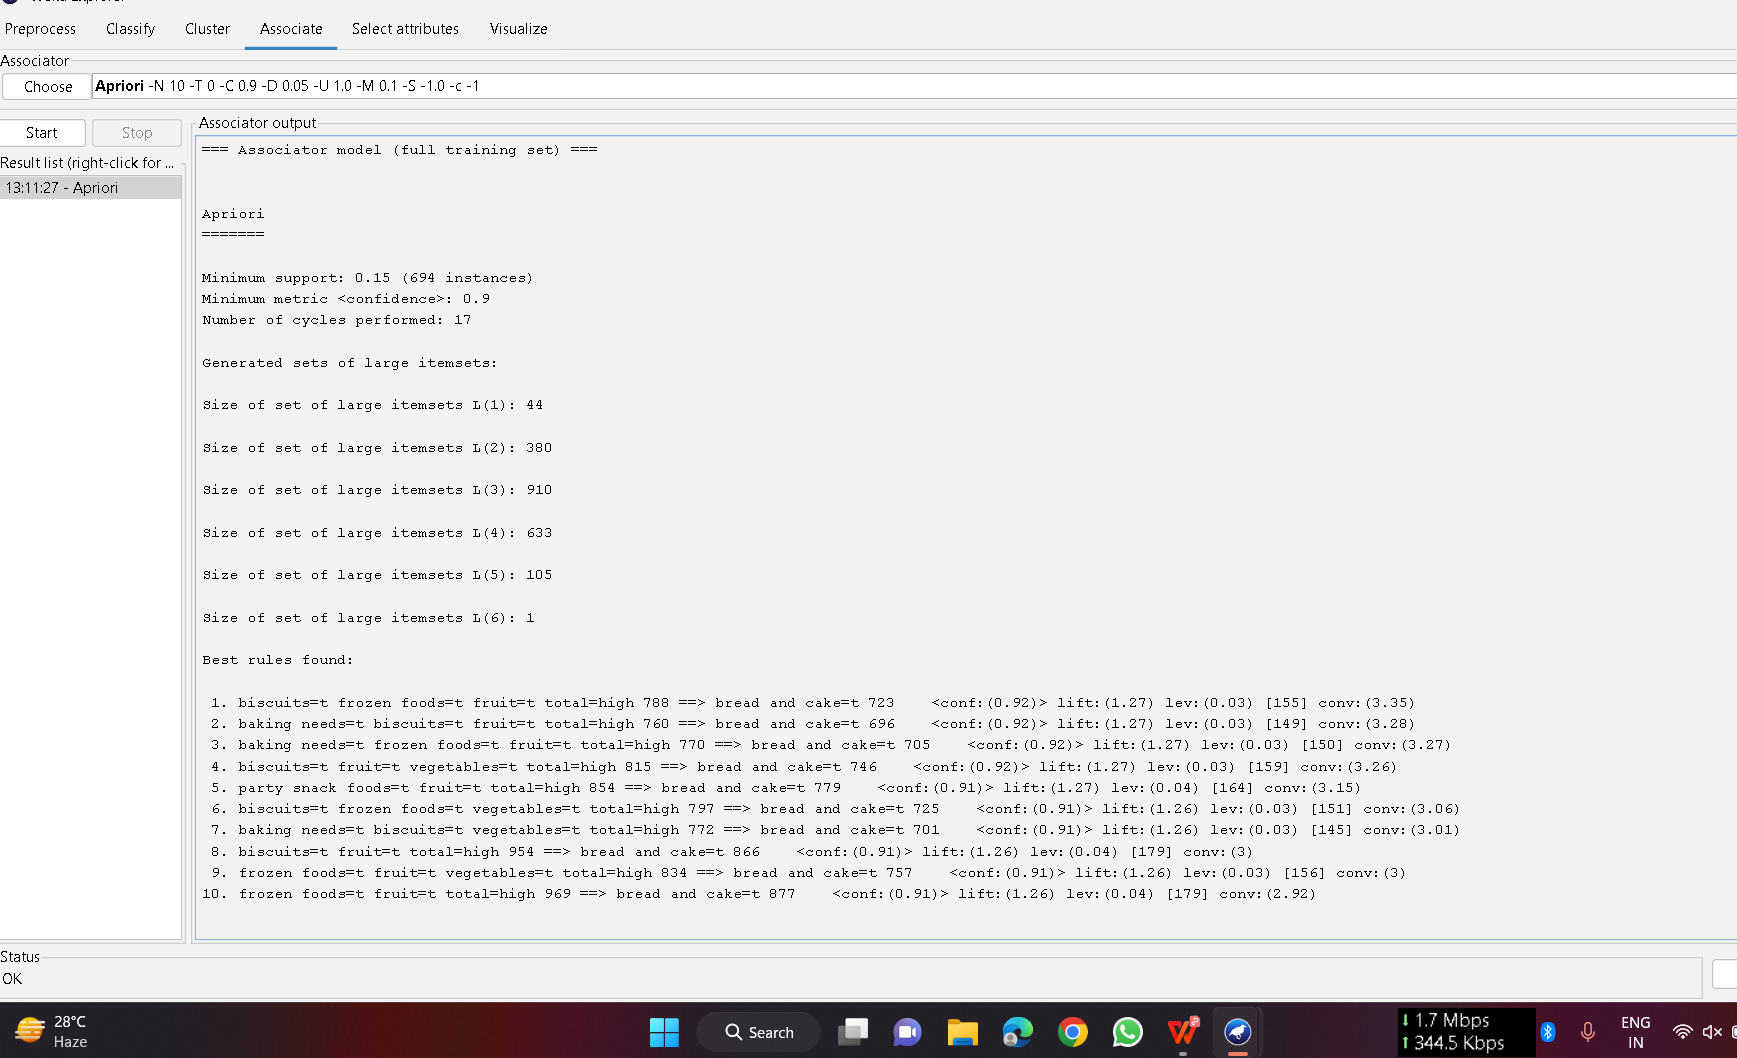 Preprocess Classify Cluster Associate Select attributes Visualize
Associator
Choose Apriori -N 10 -T 0 -C 0.9 -D 0.05 -U 1.0 -M 0.1 -S -1.0 -c -1
Start Stop
Result list (right-click for ...
13:11:27 - Apriori
Associator output
=== Associator model (full training set) ===
Apriori
=======
Minimum support: 0.15 (694 instances)
Minimum metric <confidence>: 0.9
Number of cycles performed: 17
Generated sets of large itemsets:
Size of set of large itemsets L(1): 44
Size of set of large itemsets L(2): 380
Size of set of large itemsets L(3): 910
Size of set of large itemsets L(4): 633
Size of set of large itemsets L(5): 105
Size of set of large itemsets L(6): 1
Best rules found:
1. biscuits=t frozen foods=t fruit=t total=high 788 ==> bread and cake=t 723 <conf:(0.92)> lift:(1.27) lev:(0.03) [155] conv:(3.35)
2. baking needs=t biscuits=t fruit=t total=high 760 ==> bread and cake=t 696 <conf:(0.92)> lift:(1.27) lev:(0.03) [149] conv:(3.28)
3. baking needs=t frozen foods=t fruit=t total=high 770 ==> bread and cake=t 705 <conf:(0.92)> lift:(1.27) lev:(0.03) [150] conv:(3.27)
4. biscuits=t fruit=t vegetables=t total=high 815 ==> bread and cake=t 746 <conf:(0.92)> lift:(1.27) lev:(0.03) [159] conv:(3.26)
5. party snack foods=t fruit=t total=high 854 ==> bread and cake=t 779 <conf:(0.91)> lift:(1.27) lev:(0.04) [164] conv:(3.15)
6. biscuits=t frozen foods=t vegetables=t total=high 797 ==> bread and cake=t 725 <conf:(0.91)> lift:(1.26) lev:(0.03) [151] conv:(3.06)
7. baking needs=t biscuits=t vegetables=t total=high 772 ==> bread and cake=t 701 <conf:(0.91)> lift:(1.26) lev:(0.03) [145] conv:(3.01)
8. biscuits=t fruit=t total=high 954 ==> bread and cake=t 866 <conf:(0.91)> lift:(1.26) lev:(0.04) [179] conv:(3)
9. frozen foods=t fruit=t vegetables=t total=high 834 ==> bread and cake=t 757 <conf:(0.91)> lift:(1.26) lev:(0.03) [156] conv:(3)
10. frozen foods=t fruit=t total=high 969 ==> bread and cake=t 877 <conf:(0.91)> lift:(1.26) lev:(0.04) [179] conv:(2.92)
Status
OK
28°C
Haze
Search
1.7 Mbps
344.5 Kbps
ENG
IN